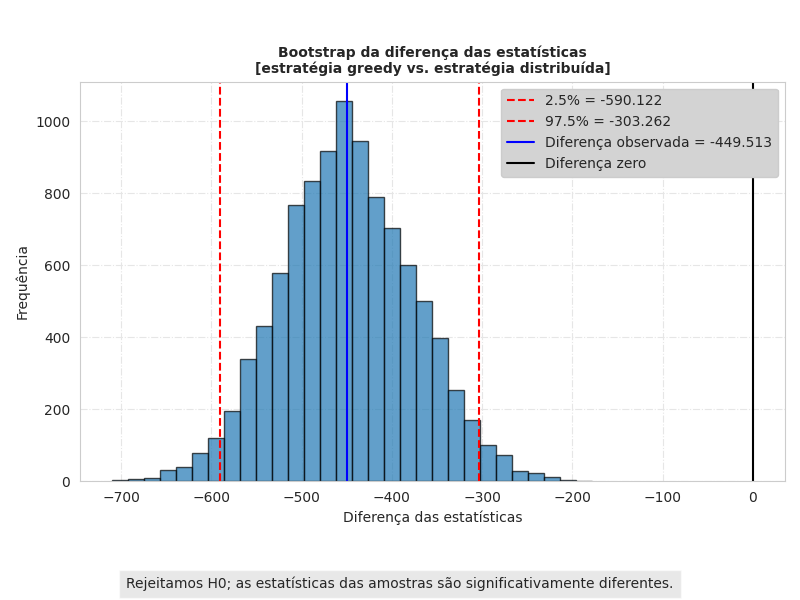 Bootstrap da diferença das estatísticas
[estratégia greedy vs. estratégia distribuída]
2.5% = -590.122
97.5% = -303.262
Diferença observada = -449.513
Diferença zero
Frequência
1000
800
600
400
200
0
−700
−600
−500
−400
−300
−200
−100
0
Diferença das estatísticas
Rejeitamos H0; as estatísticas das amostras são significativamente diferentes.